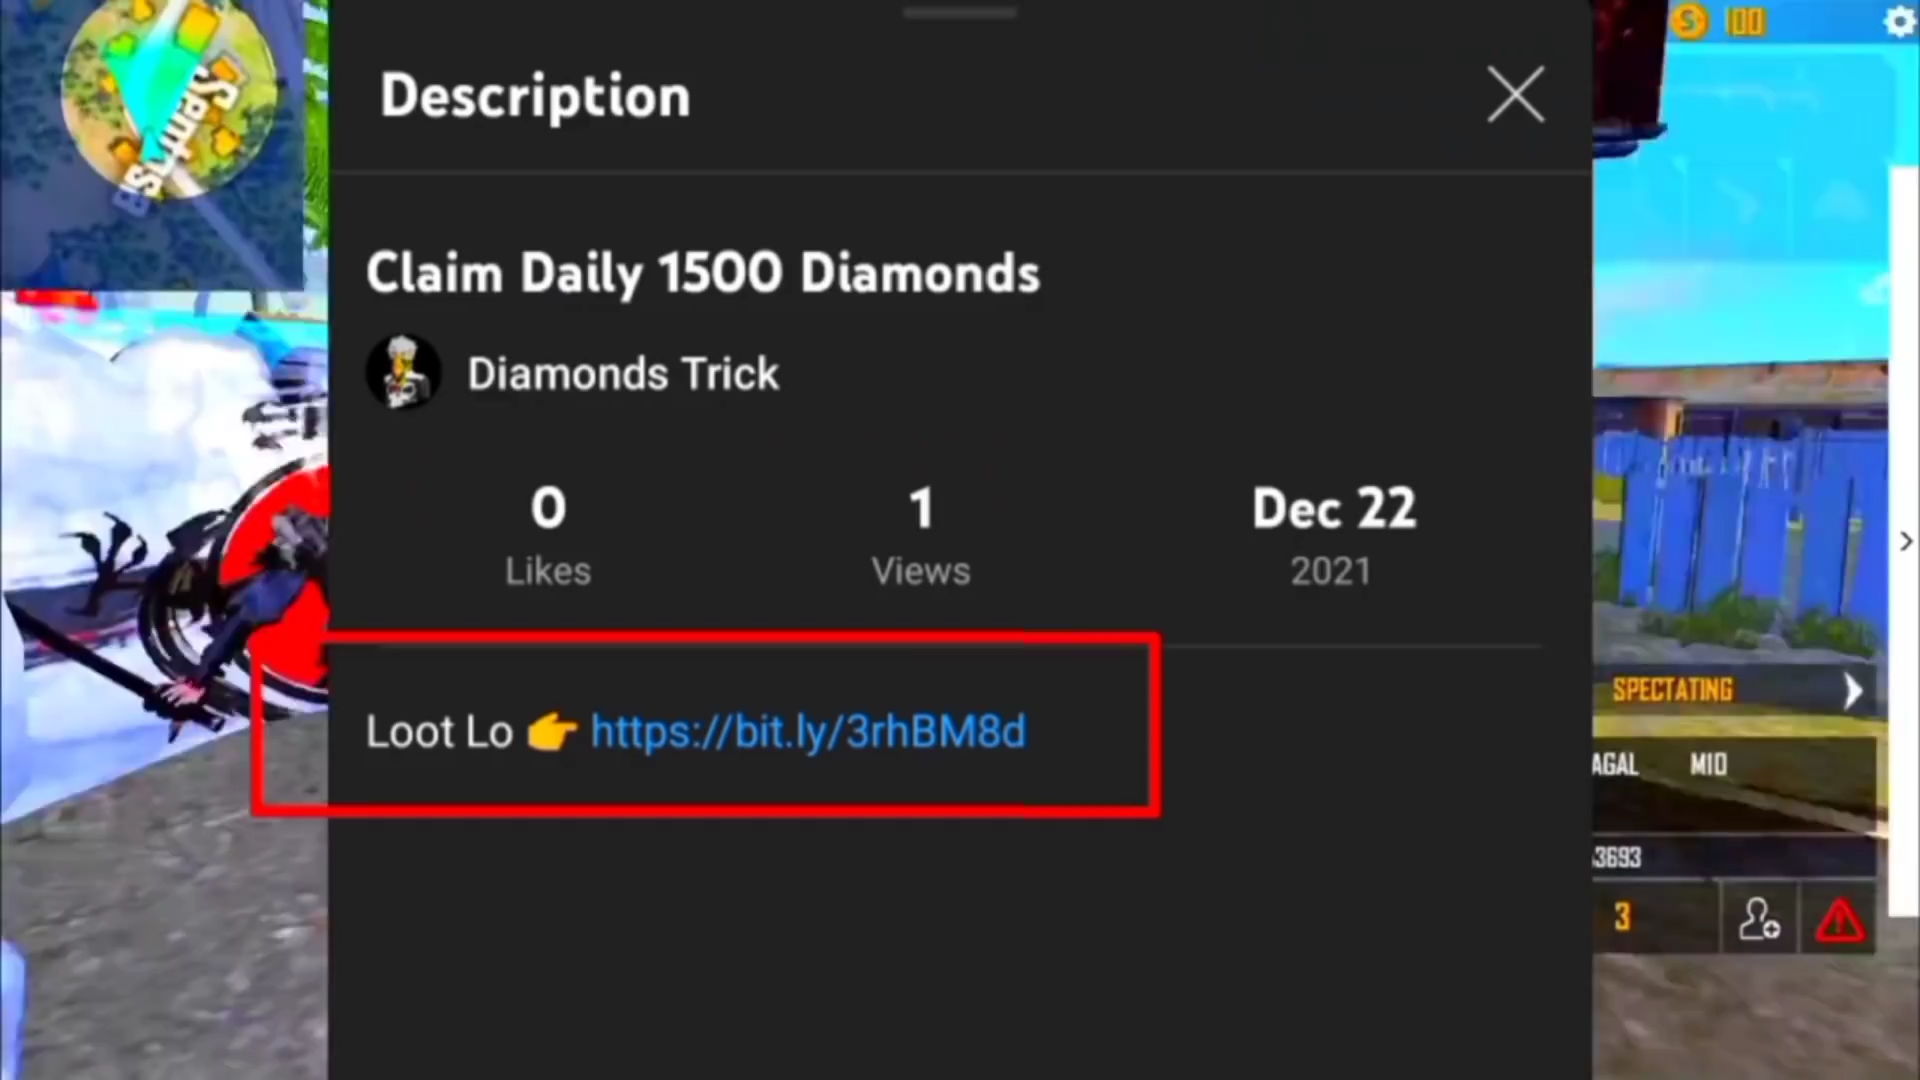 100
Description
Claim Daily 1500 Diamonds
Diamonds Trick
0
Likes
1
Views
Dec 22
2021
Loot Lo 👉 https://bit.ly/3rhBM8d
SPECTATING
AGAL M10
3693
3